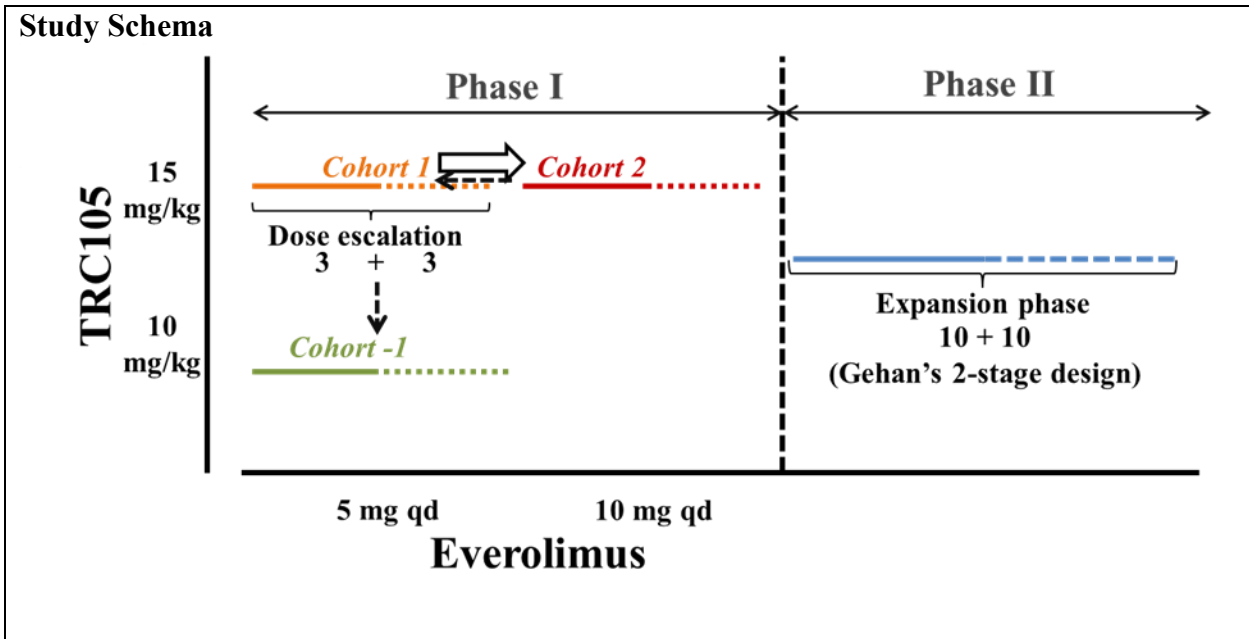 Study Schema
Phase I
Phase II
TRC105
15
mg/kg
Cohort 1
Cohort 2
Dose escalation
3 + 3
10
mg/kg
Cohort -1
Expansion phase
10 + 10
(Gehan’s 2-stage design)
5 mg qd
10 mg qd
Everolimus